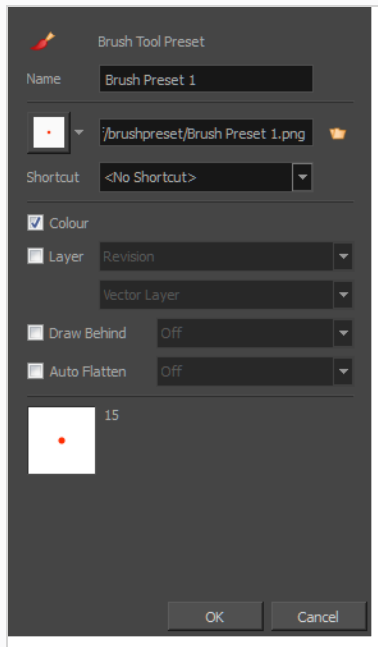 Brush Tool Preset
Name Brush Preset 1
/brushpreset/Brush Preset 1.png
Shortcut <No Shortcut>
Colour
Layer Revision
Vector Layer
Draw Behind Off
Auto Flatten Off
15
OK Cancel